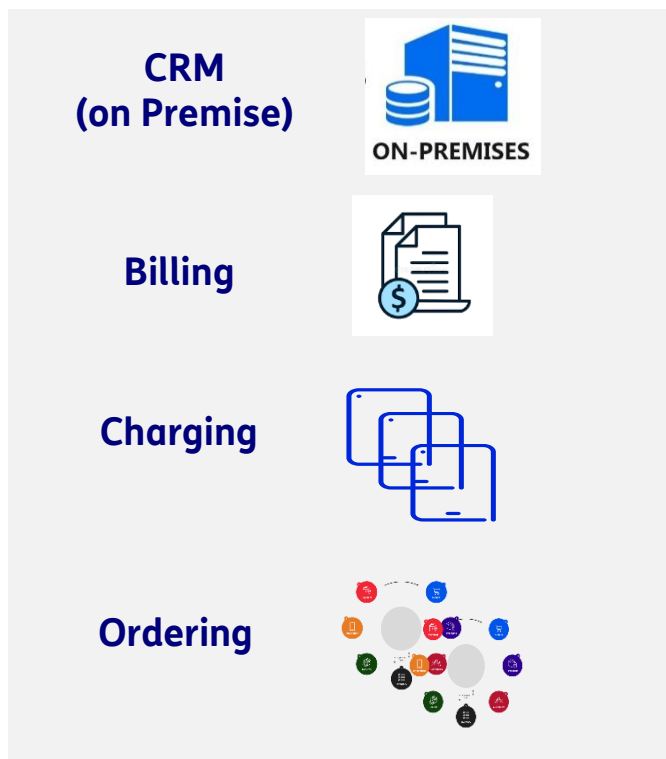 CRM
(on Premise)
ON-PREMISES
Billing
$
Charging
Ordering